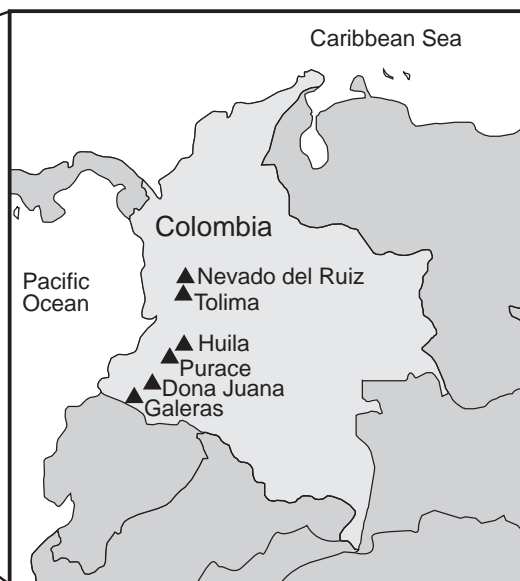 Caribbean Sea
Colombia
Pacific
Ocean
Nevado del Ruiz
Tolima
Huila
Purace
Dona Juana
Galeras